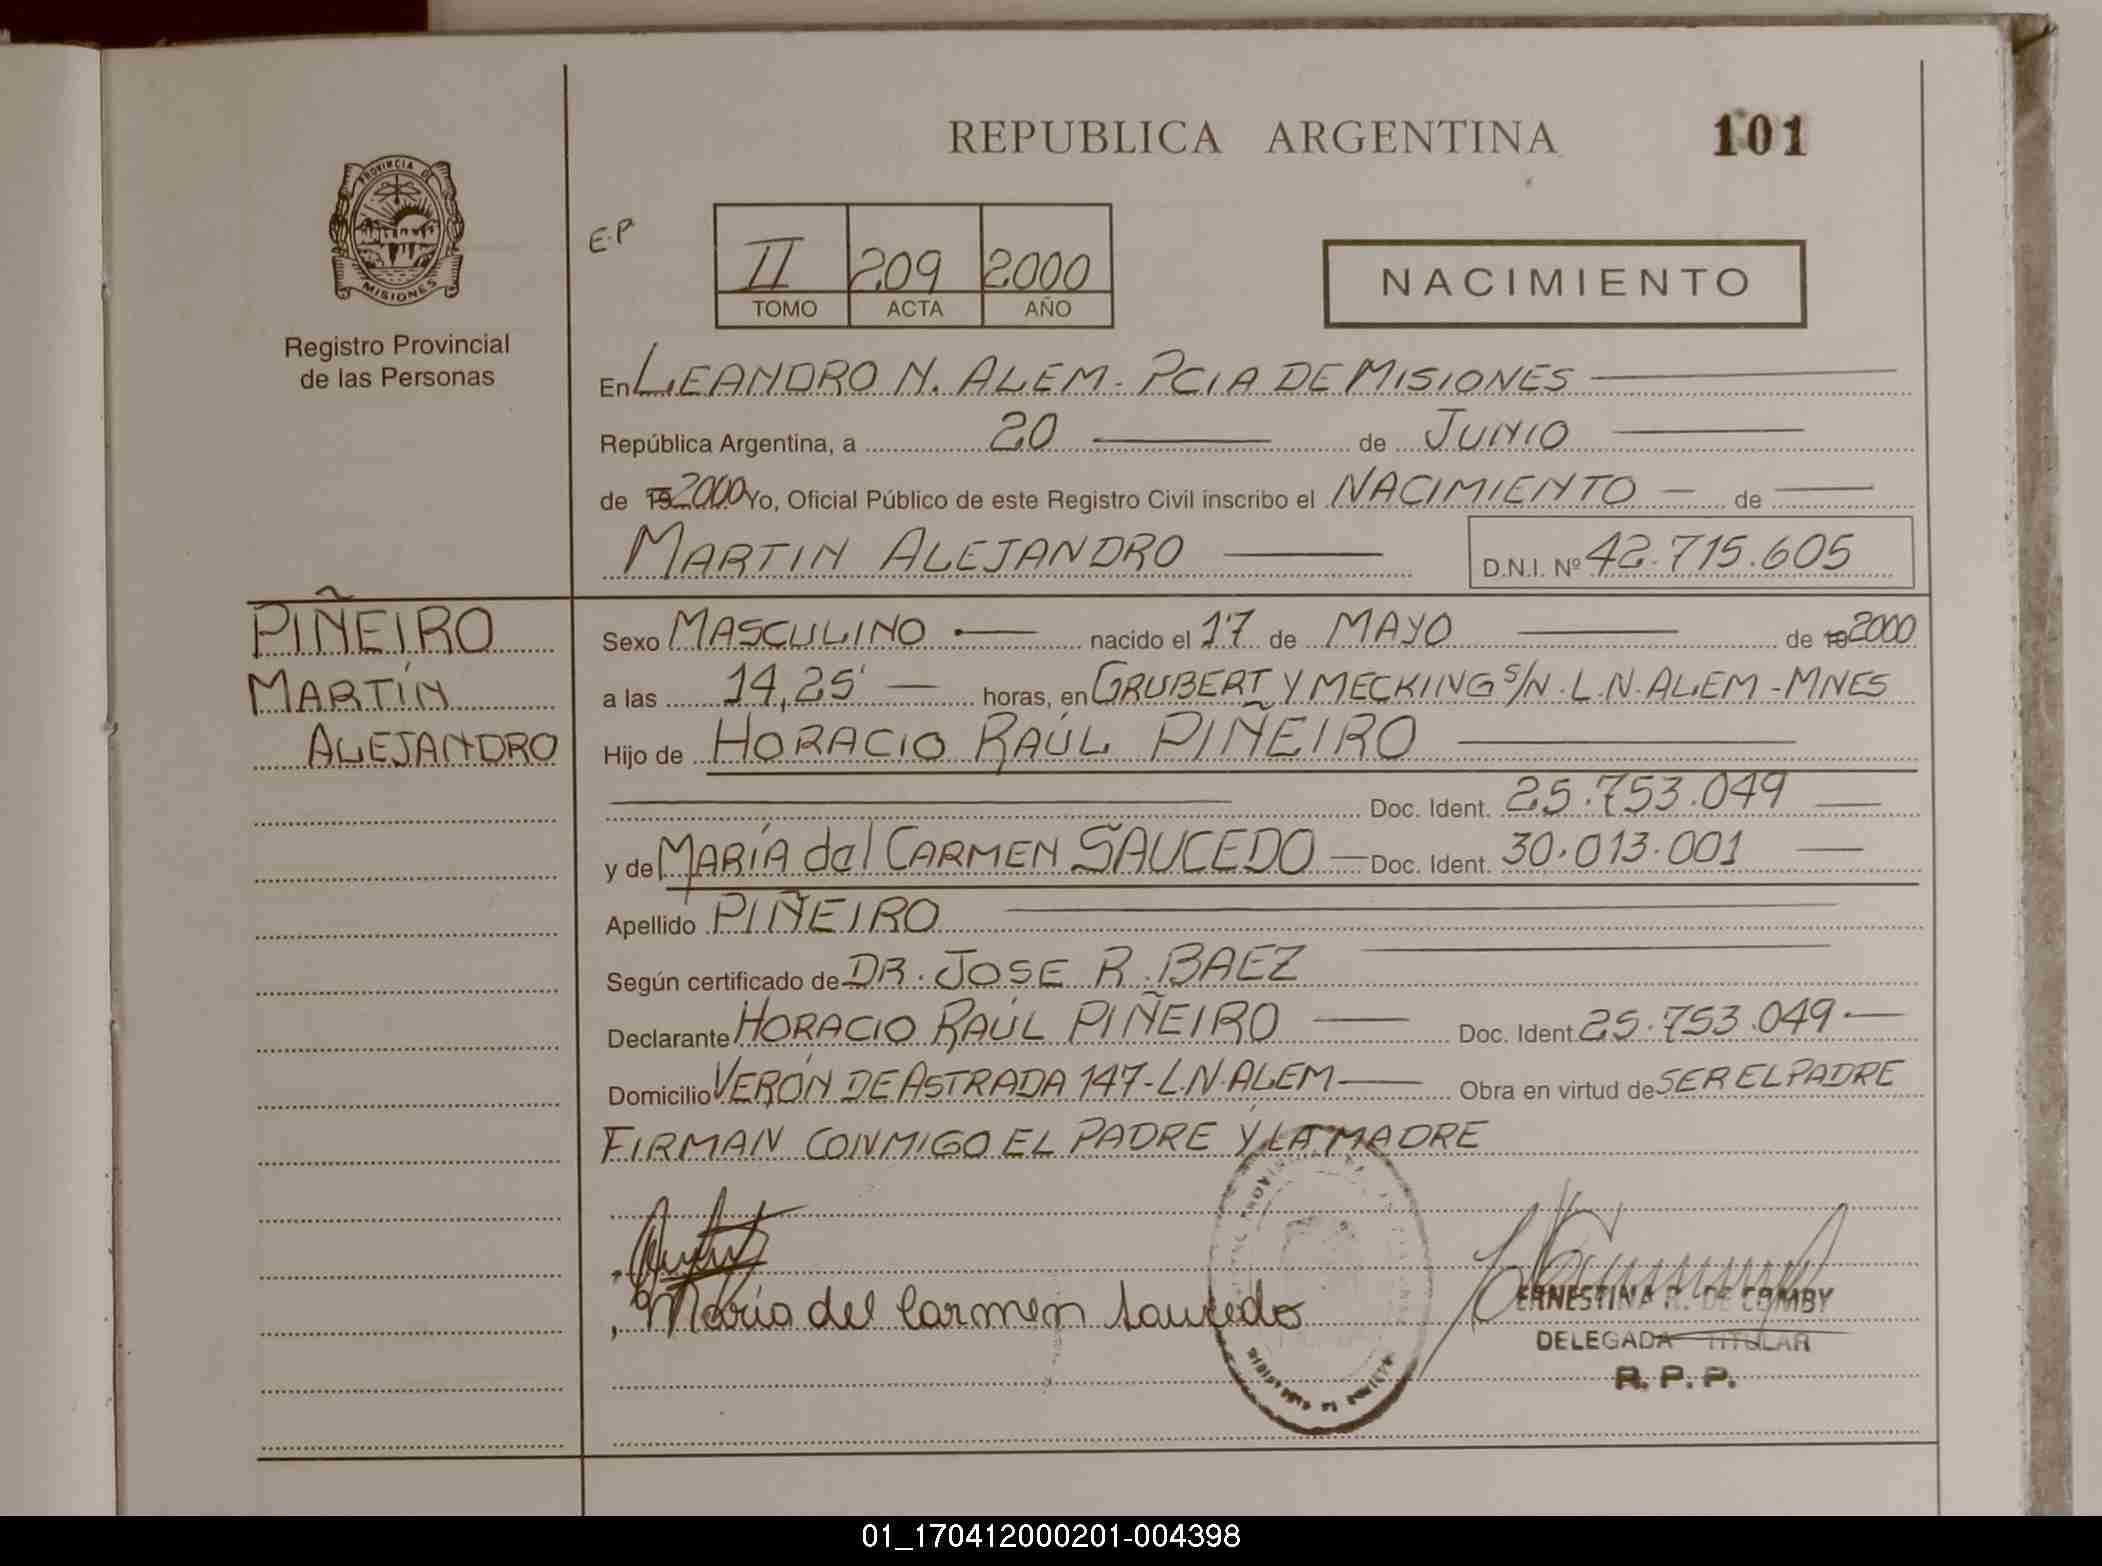 REPUBLICA ARGENTINA
101
PROVINCIA DE
MISIONES
Registro Provincial
de las Personas
E.P
II 209 2000
TOMO ACTA AÑO
NACIMIENTO
En LEANDRO N. ALEM - PCIA DE MISIONES
República Argentina, a 20 de JUNIO
de 19 2000 Yo, Oficial Público de este Registro Civil inscribo el NACIMIENTO de
MARTIN ALEJANDRO D.N.I. Nº 42.715.605
PIÑEIRO
MARTÍN
ALEJANDRO
Sexo MASCULINO nacido el 17 de MAYO de 19 2000
a las 14,25' horas, en GRUBERT Y MECKING S/N. L.N. ALEM - MNES
Hijo de HORACIO RAÚL PIÑEIRO
Doc. Ident. 25.753.049
y de MARÍA del CARMEN SAUCEDO Doc. Ident. 30.013.001
Apellido PIÑEIRO
Según certificado de DR. JOSE R. BAEZ
Declarante HORACIO RAÚL PIÑEIRO Doc. Ident. 25.753.049
Domicilio VERÓN DE ASTRADA 147 - L.N. ALEM Obra en virtud de SER EL PADRE
FIRMAN CONMIGO EL PADRE Y LA MADRE
María del Carmen Saucedo
ERNESTINA R. DE COMBY
DELEGADA TITULAR
R. P. P.
01_170412000201-004398